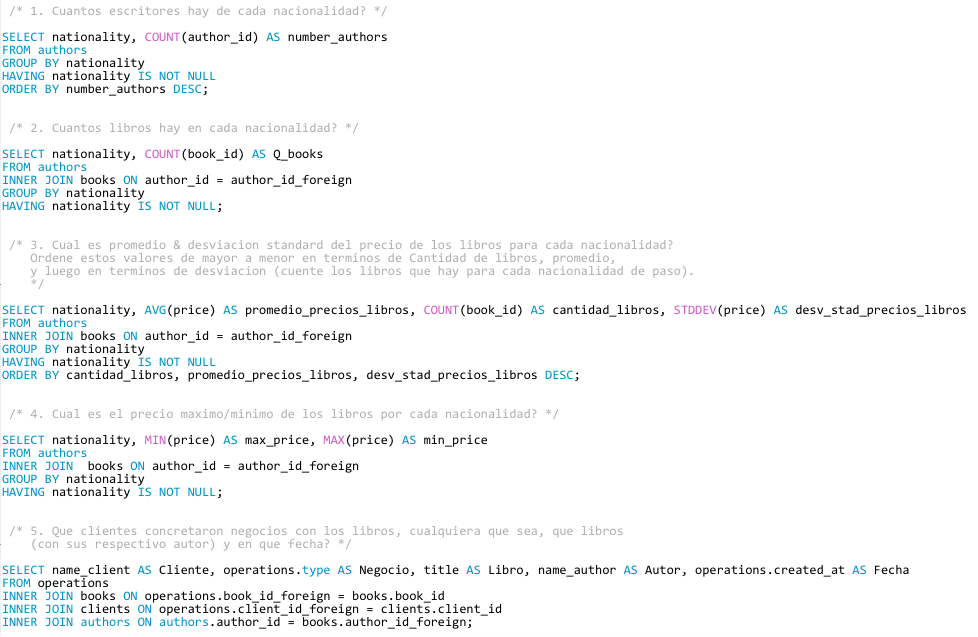 /* 1. Cuantos escritores hay de cada nacionalidad? */
SELECT nationality, COUNT(author_id) AS number_authors
FROM authors
GROUP BY nationality
HAVING nationality IS NOT NULL
ORDER BY number_authors DESC;
/* 2. Cuantos libros hay en cada nacionalidad? */
SELECT nationality, COUNT(book_id) AS Q_books
FROM authors
INNER JOIN books ON author_id = author_id_foreign
GROUP BY nationality
HAVING nationality IS NOT NULL;
/* 3. Cual es promedio & desviacion standard del precio de los libros para cada nacionalidad?
Ordene estos valores de mayor a menor en terminos de Cantidad de libros, promedio,
y luego en terminos de desviacion (cuente los libros que hay para cada nacionalidad de paso).
*/
SELECT nationality, AVG(price) AS promedio_precios_libros, COUNT(book_id) AS cantidad_libros, STDDEV(price) AS desv_stad_precios_libros
FROM authors
INNER JOIN books ON author_id = author_id_foreign
GROUP BY nationality
HAVING nationality IS NOT NULL
ORDER BY cantidad_libros, promedio_precios_libros, desv_stad_precios_libros DESC;
/* 4. Cual es el precio maximo/minimo de los libros por cada nacionalidad? */
SELECT nationality, MIN(price) AS max_price, MAX(price) AS min_price
FROM authors
INNER JOIN  books ON author_id = author_id_foreign
GROUP BY nationality
HAVING nationality IS NOT NULL;
/* 5. Que clientes concretaron negocios con los libros, cualquiera que sea, que libros
(con sus respectivo autor) y en que fecha? */
SELECT name_client AS Cliente, operations.type AS Negocio, title AS Libro, name_author AS Autor, operations.created_at AS Fecha
FROM operations
INNER JOIN books ON operations.book_id_foreign = books.book_id
INNER JOIN clients ON operations.client_id_foreign = clients.client_id
INNER JOIN authors ON authors.author_id = books.author_id_foreign;